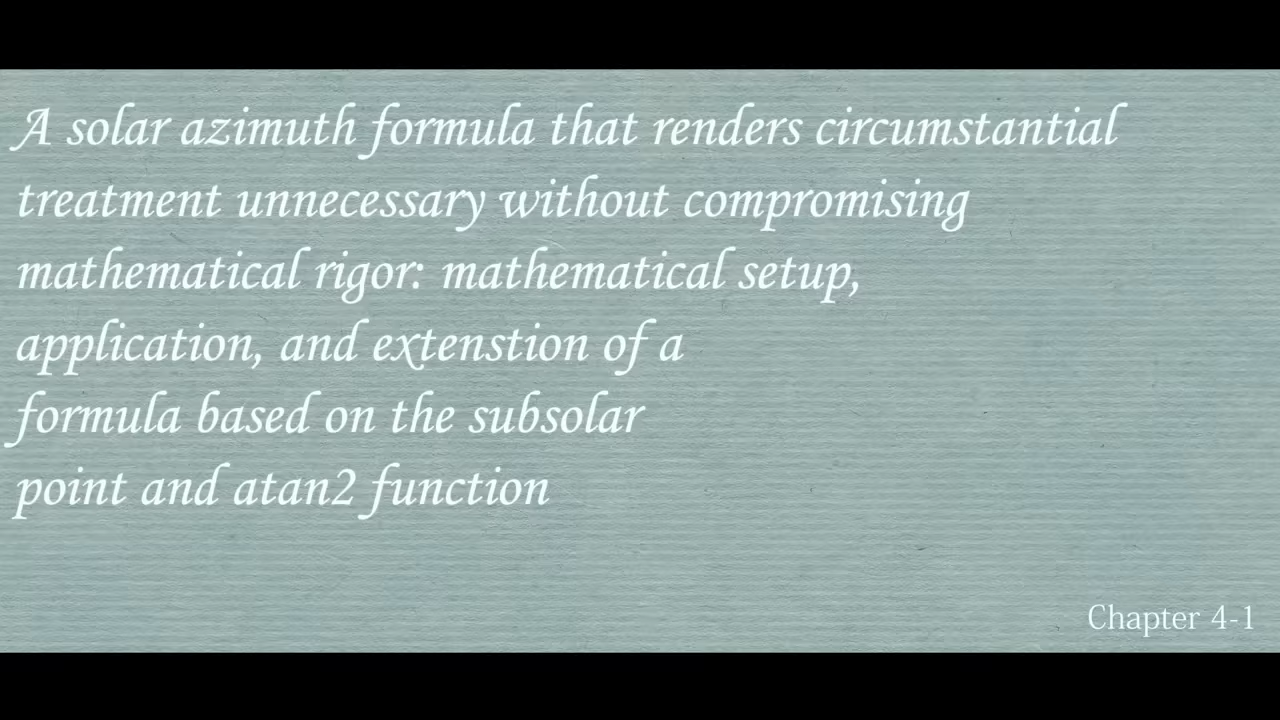 A solar azimuth formula that renders circumstantial
treatment unnecessary without compromising
mathematical rigor: mathematical setup,
application, and extenstion of a
formula based on the subsolar
point and atan2 function
Chapter 4-1